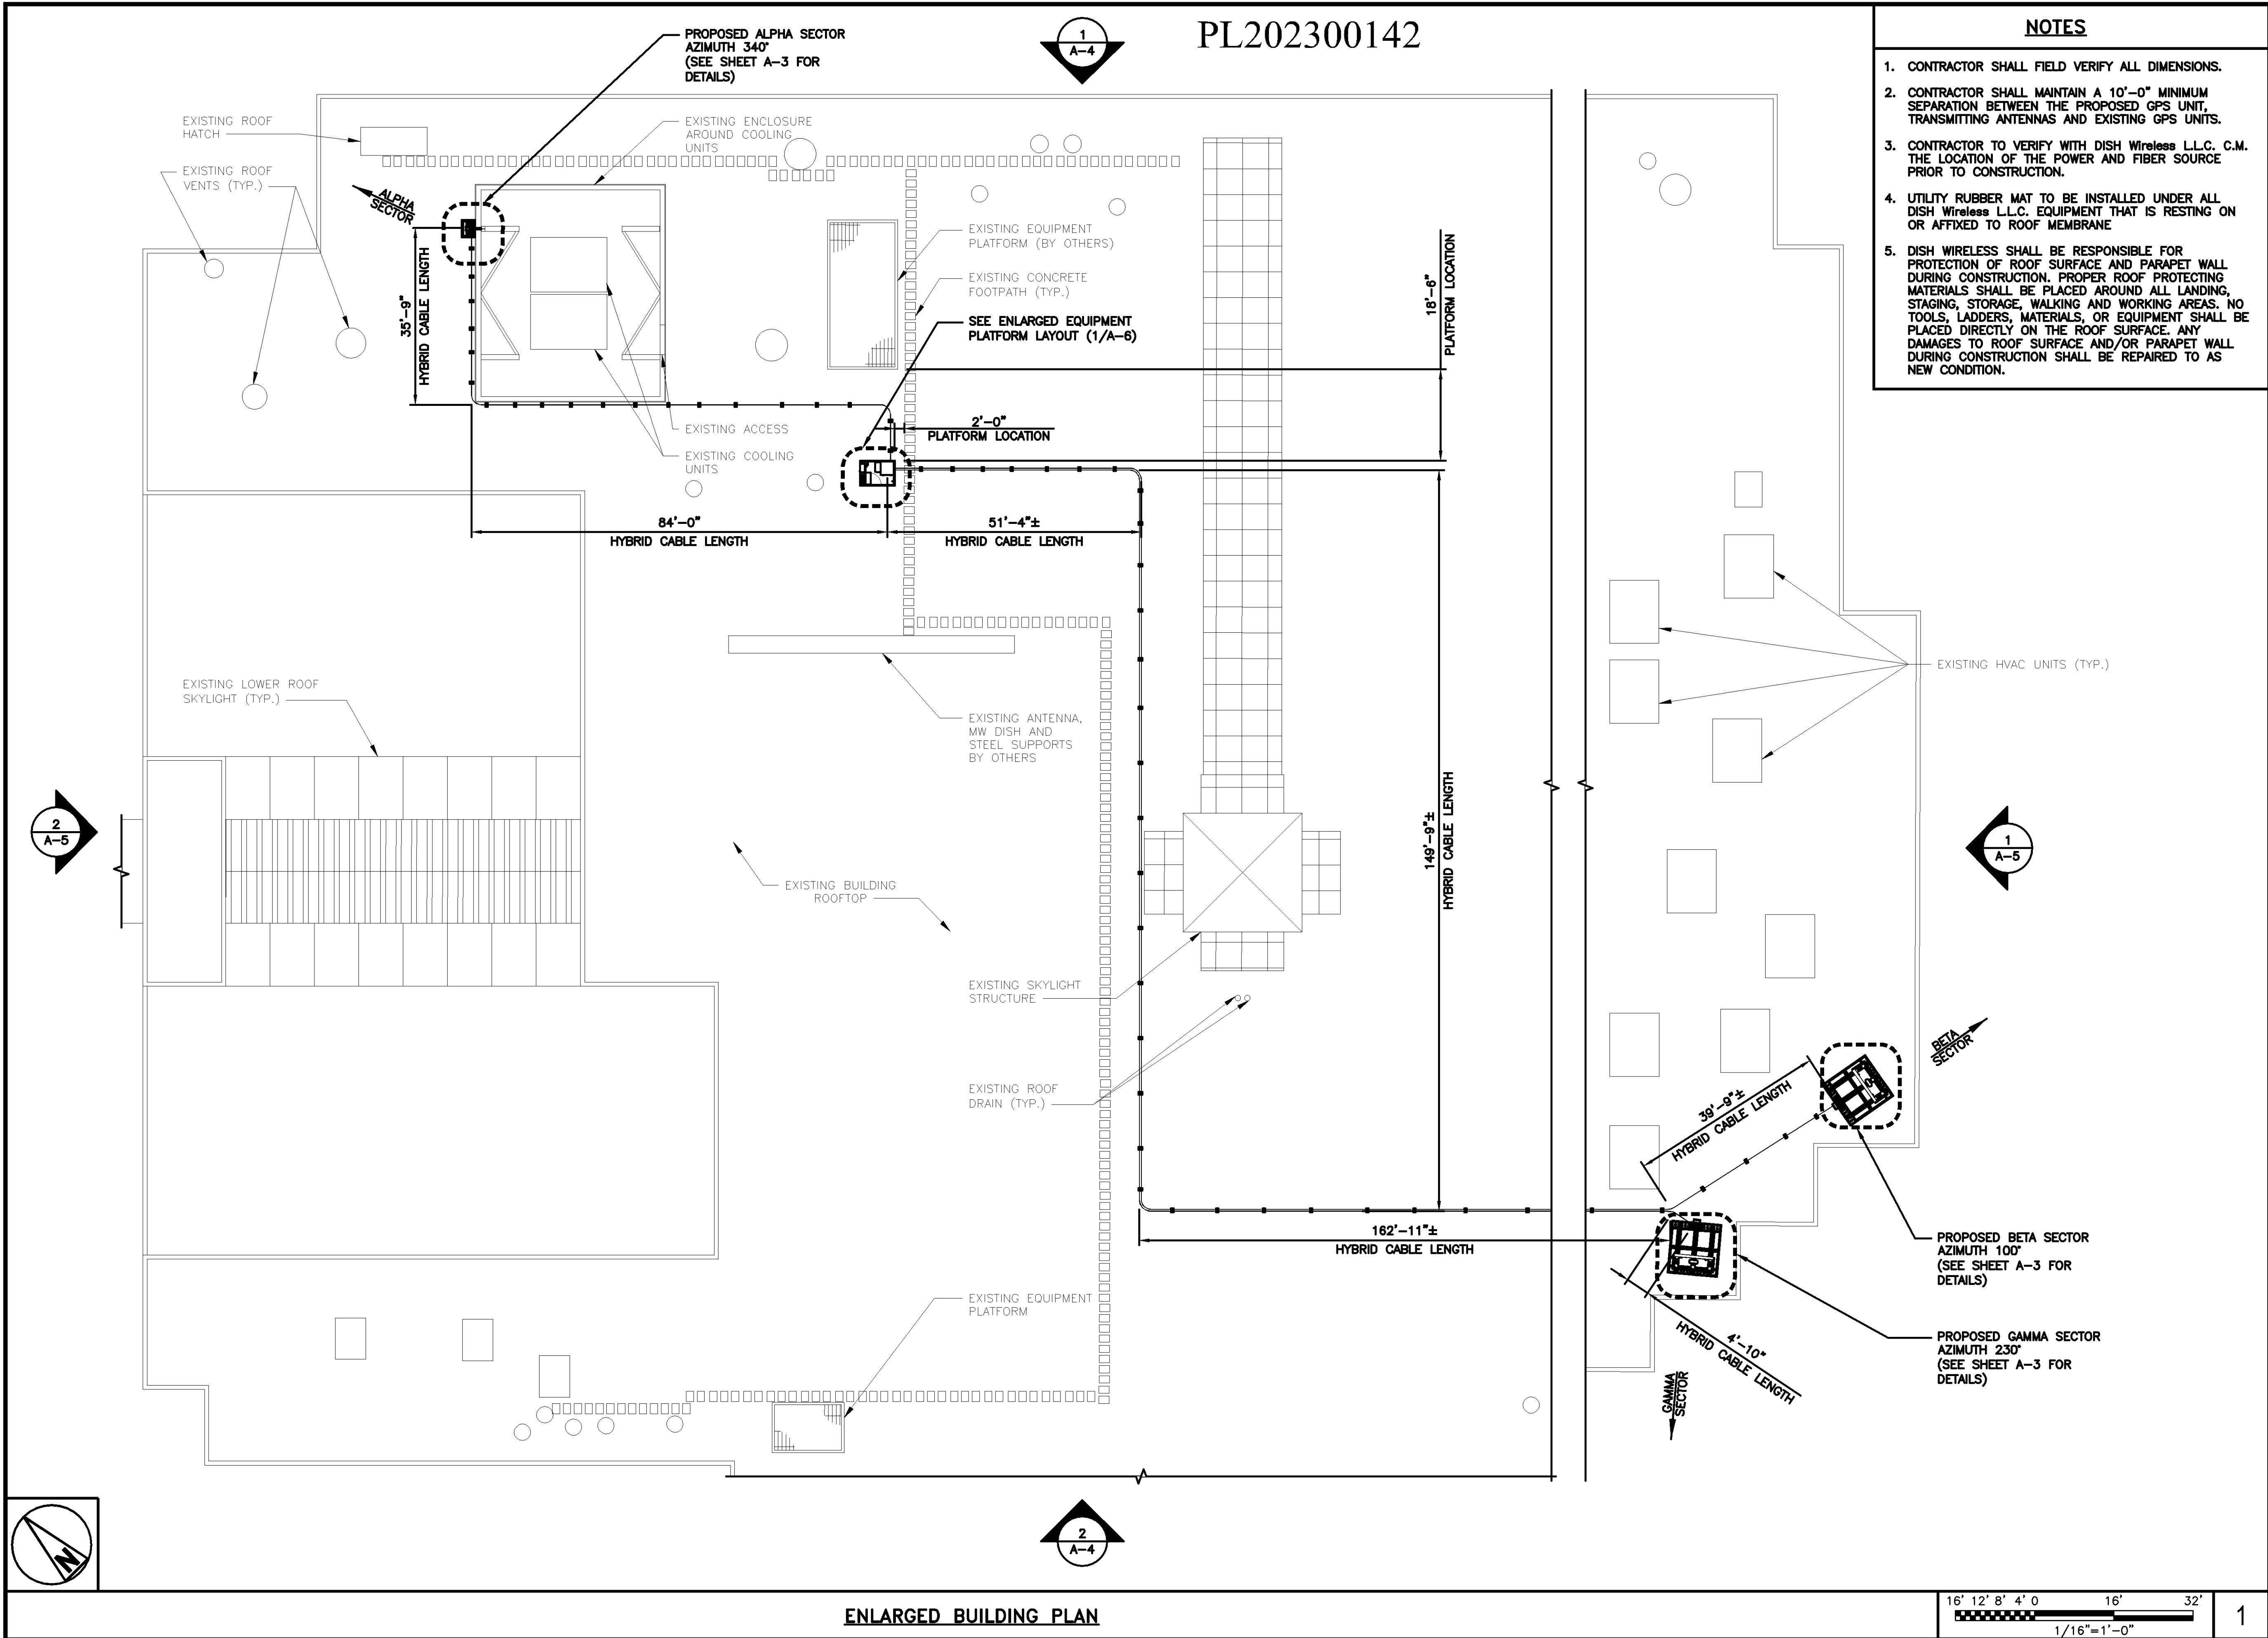 PL202300142
NOTES
1. CONTRACTOR SHALL FIELD VERIFY ALL DIMENSIONS.
2. CONTRACTOR SHALL MAINTAIN A 10'-0" MINIMUM
SEPARATION BETWEEN THE PROPOSED GPS UNIT,
TRANSMITTING ANTENNAS AND EXISTING GPS UNITS.
3. CONTRACTOR TO VERIFY WITH DISH Wireless L.L.C. C.M.
THE LOCATION OF THE POWER AND FIBER SOURCE
PRIOR TO CONSTRUCTION.
4. UTILITY RUBBER MAT TO BE INSTALLED UNDER ALL
DISH Wireless L.L.C. EQUIPMENT THAT IS RESTING ON
OR AFFIXED TO ROOF MEMBRANE
5. DISH WIRELESS SHALL BE RESPONSIBLE FOR
PROTECTION OF ROOF SURFACE AND PARAPET WALL
DURING CONSTRUCTION. PROPER ROOF PROTECTING
MATERIALS SHALL BE PLACED AROUND ALL LANDING,
STAGING, STORAGE, WALKING AND WORKING AREAS. NO
TOOLS, LADDERS, MATERIALS, OR EQUIPMENT SHALL BE
PLACED DIRECTLY ON THE ROOF SURFACE. ANY
DAMAGES TO ROOF SURFACE AND/OR PARAPET WALL
DURING CONSTRUCTION SHALL BE REPAIRED TO AS
NEW CONDITION.
PROPOSED ALPHA SECTOR
AZIMUTH 340°
(SEE SHEET A-3 FOR
DETAILS)
1
A-4
EXISTING ROOF
HATCH
EXISTING ENCLOSURE
AROUND COOLING
UNITS
EXISTING ROOF
VENTS (TYP.)
ALPHA
SECTOR
35'-9"
HYBRID CABLE LENGTH
EXISTING EQUIPMENT
PLATFORM (BY OTHERS)
EXISTING CONCRETE
FOOTPATH (TYP.)
SEE ENLARGED EQUIPMENT
PLATFORM LAYOUT (1/A-6)
18'-6"
PLATFORM LOCATION
2'-0"
PLATFORM LOCATION
EXISTING ACCESS
EXISTING COOLING
UNITS
84'-0"
HYBRID CABLE LENGTH
51'-4"±
HYBRID CABLE LENGTH
EXISTING LOWER ROOF
SKYLIGHT (TYP.)
EXISTING HVAC UNITS (TYP.)
EXISTING ANTENNA,
MW DISH AND
STEEL SUPPORTS
BY OTHERS
149'-9"±
HYBRID CABLE LENGTH
2
A-5
1
A-5
EXISTING BUILDING
ROOFTOP
EXISTING SKYLIGHT
STRUCTURE
EXISTING ROOF
DRAIN (TYP.)
BETA
SECTOR
39'-9"±
HYBRID CABLE LENGTH
162'-11"±
HYBRID CABLE LENGTH
PROPOSED BETA SECTOR
AZIMUTH 100°
(SEE SHEET A-3 FOR
DETAILS)
EXISTING EQUIPMENT
PLATFORM
4'-10"
HYBRID CABLE LENGTH
PROPOSED GAMMA SECTOR
AZIMUTH 230°
(SEE SHEET A-3 FOR
DETAILS)
GAMMA
SECTOR
N
2
A-4
ENLARGED BUILDING PLAN
16' 12' 8' 4' 0 16' 32'
1/16"=1'-0"
1